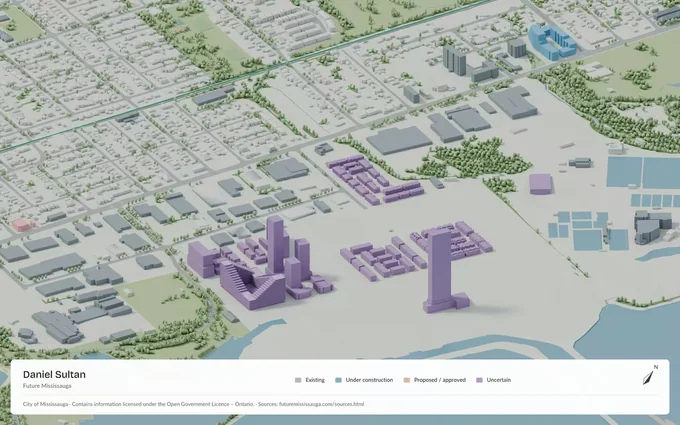 Daniel Sultan
Future Mississauga
Existing
Under construction
Proposed / approved
Uncertain
N
City of Mississauga · Contains information licensed under the Open Government Licence – Ontario. · Sources: futuremississauga.com/sources.html